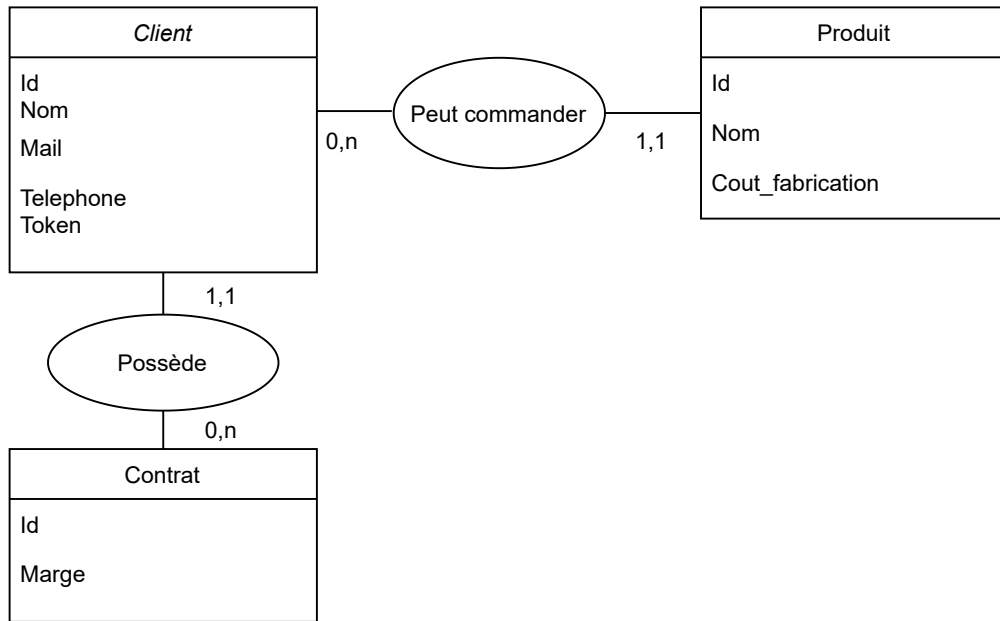 Client
Id
Nom
Mail
Telephone
Token
0,n
Peut commander
1,1
Produit
Id
Nom
Cout_fabrication
1,1
Possède
0,n
Contrat
Id
Marge